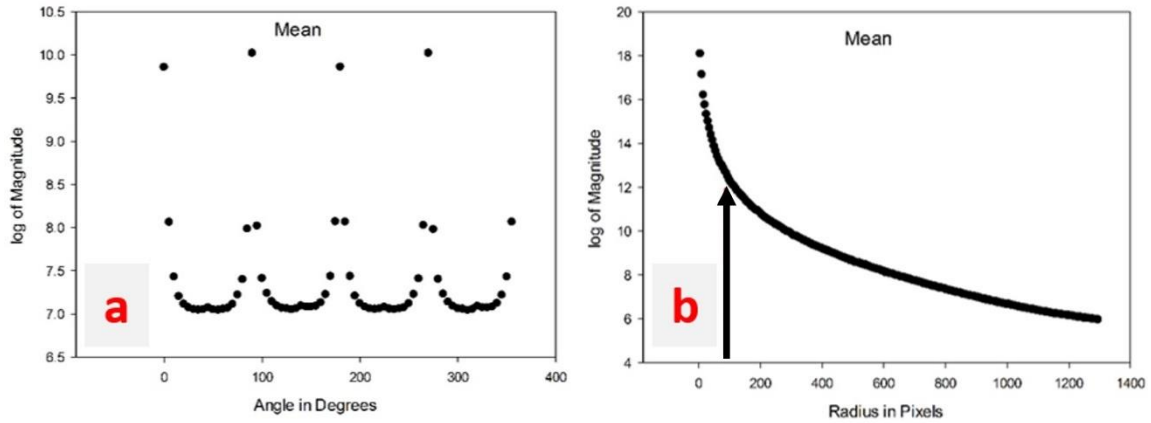 Mean
10.5
10.0
9.5
9.0
8.5
8.0
7.5
7.0
6.5
log of Magnitude
a
0 100 200 300 400
Angle in Degrees
Mean
20
18
16
14
12
10
8
6
4
log of Magnitude
b
0 200 400 600 800 1000 1200 1400
Radius in Pixels